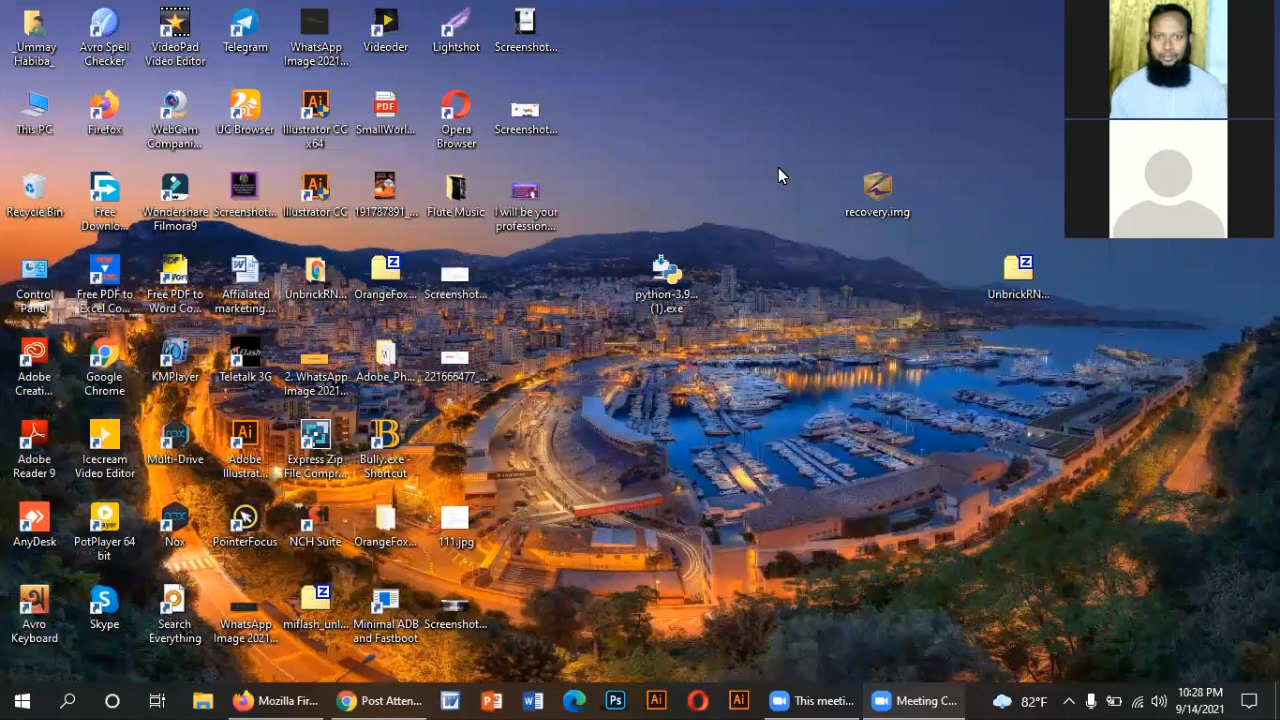 _Ummay
Habiba_
Avro Spell
Checker
VideoPad
Video Editor
Telegram
WhatsApp
Image 2021...
Videoder
Lightshot
Screenshot...
This PC
Firefox
WebCam
Compani...
UC Browser
Illustrator CC
x64
PDF
SmallWorl...
Opera
Browser
Screenshot...
Recycle Bin
Free
Downlo...
Wondershare
Filmora9
Screenshot...
Illustrator CC
191787891_...
Flute Music
I will be your
profession...
recovery.img
Control
Panel
Free PDF to
Excel Co...
Free PDF to
Word Co...
Affialated
marketing....
UnbrickRN...
OrangeFox...
Screenshot...
python-3.9...
(1).exe
UnbrickRN...
Adobe
Creati...
Google
Chrome
KMPlayer
Teletalk 3G
2. WhatsApp
Image 2021...
Adobe_Ph...
221666477_...
Adobe
Reader 9
Icecream
Video Editor
Multi-Drive
Adobe
Illustrat...
Express Zip
File Compr...
Bully.exe -
Shortcut
AnyDesk
PotPlayer 64
bit
Nox
PointerFocus
NCH Suite
OrangeFox...
111.jpg
Avro
Keyboard
Skype
Search
Everything
WhatsApp
Image 2021...
miflash_unl...
Minimal ADB
and Fastboot
Screenshot...
Mozilla Fir...
Post Atten...
Ps
Ai
Ai
This meeti...
Meeting C...
82°F
10:28 PM
9/14/2021